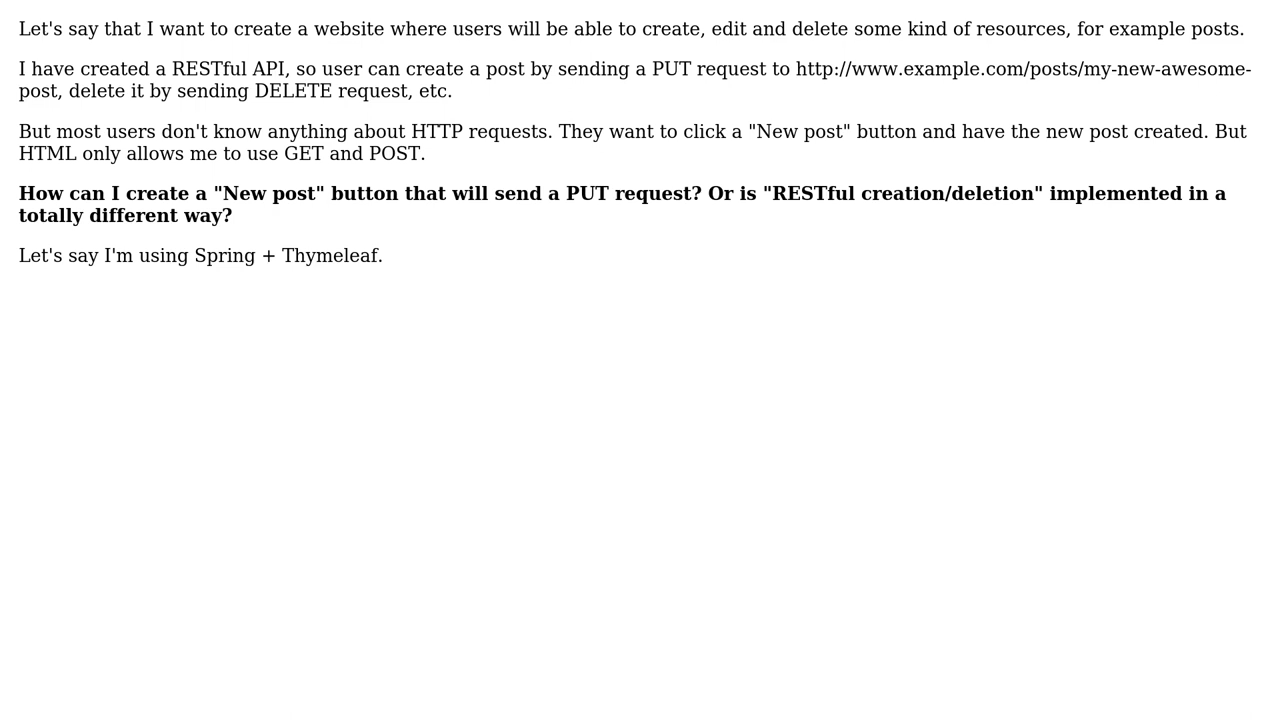 Let's say that I want to create a website where users will be able to create, edit and delete some kind of resources, for example posts.
I have created a RESTful API, so user can create a post by sending a PUT request to http://www.example.com/posts/my-new-awesome-
post, delete it by sending DELETE request, etc.
But most users don't know anything about HTTP requests. They want to click a "New post" button and have the new post created. But
HTML only allows me to use GET and POST.
How can I create a "New post" button that will send a PUT request? Or is "RESTful creation/deletion" implemented in a
totally different way?
Let's say I'm using Spring + Thymeleaf.